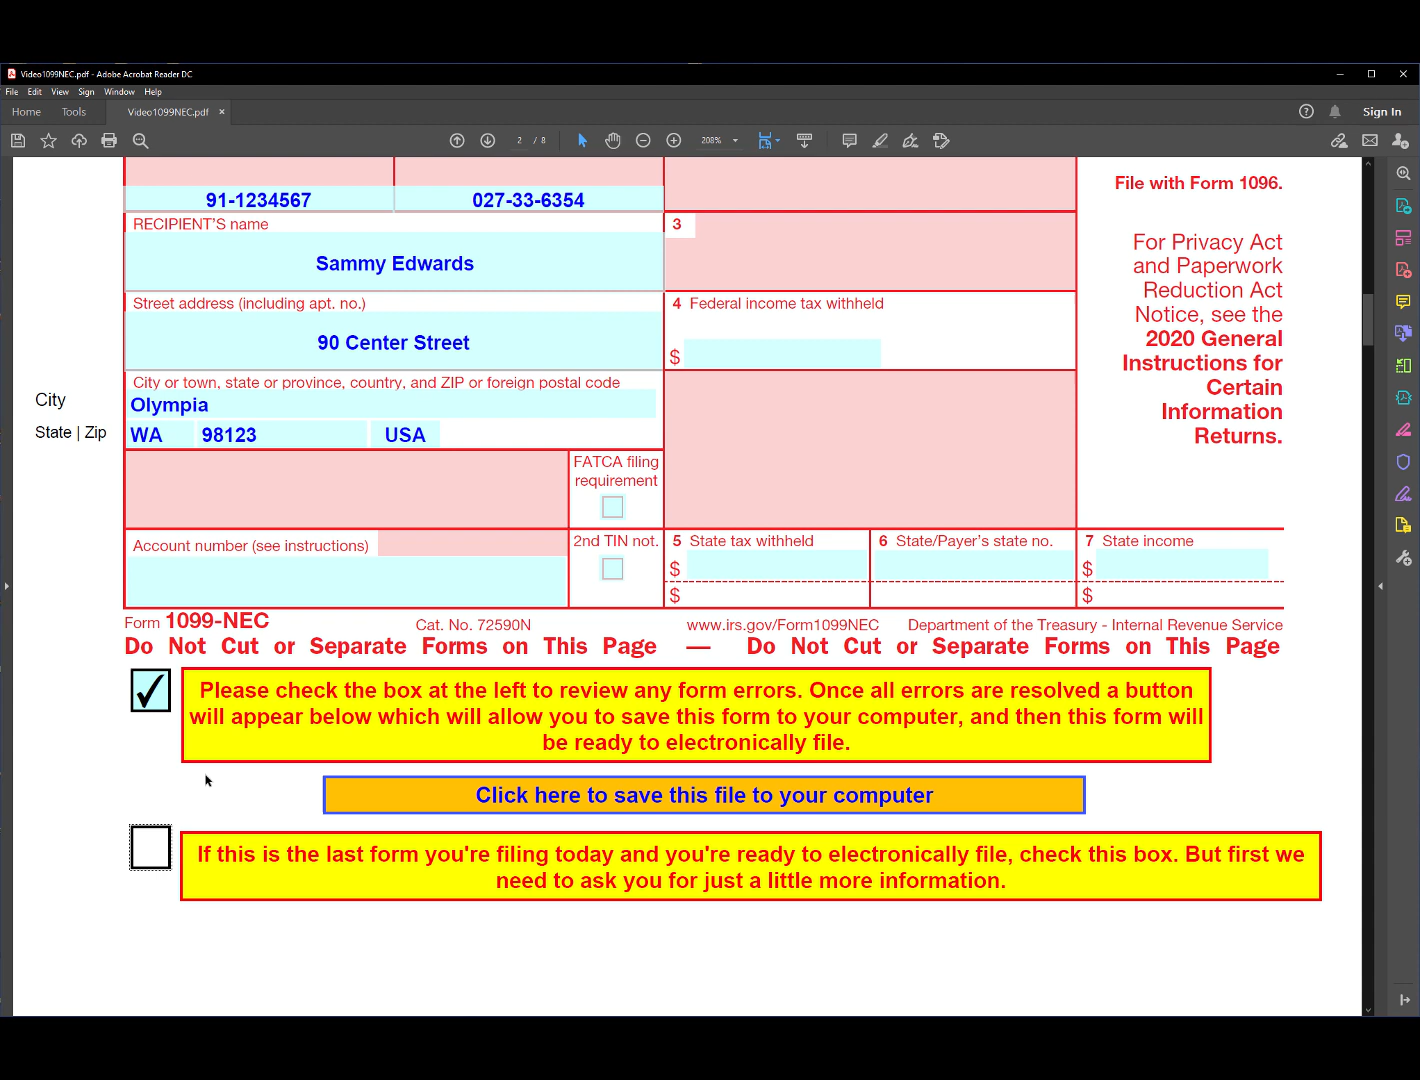 Video1099NEC.pdf - Adobe Acrobat Reader DC
File Edit View Sign Window Help
Home Tools Video1099NEC.pdf × Sign In
2 / 8 208%
91-1234567 027-33-6354
File with Form 1096.
RECIPIENT'S name
Sammy Edwards
3
For Privacy Act
and Paperwork
Reduction Act
Notice, see the
2020 General
Instructions for
Certain
Information
Returns.
Street address (including apt. no.)
90 Center Street
4 Federal income tax withheld
$
City or town, state or province, country, and ZIP or foreign postal code
City
Olympia
State | Zip
WA 98123 USA
FATCA filing
requirement
Account number (see instructions)
2nd TIN not.
5 State tax withheld
$
$
6 State/Payer's state no.
7 State income
$
$
Form 1099-NEC Cat. No. 72590N www.irs.gov/Form1099NEC Department of the Treasury - Internal Revenue Service
Do Not Cut or Separate Forms on This Page — Do Not Cut or Separate Forms on This Page
Please check the box at the left to review any form errors. Once all errors are resolved a button
will appear below which will allow you to save this form to your computer, and then this form will
be ready to electronically file.
Click here to save this file to your computer
If this is the last form you're filing today and you're ready to electronically file, check this box. But first we
need to ask you for just a little more information.